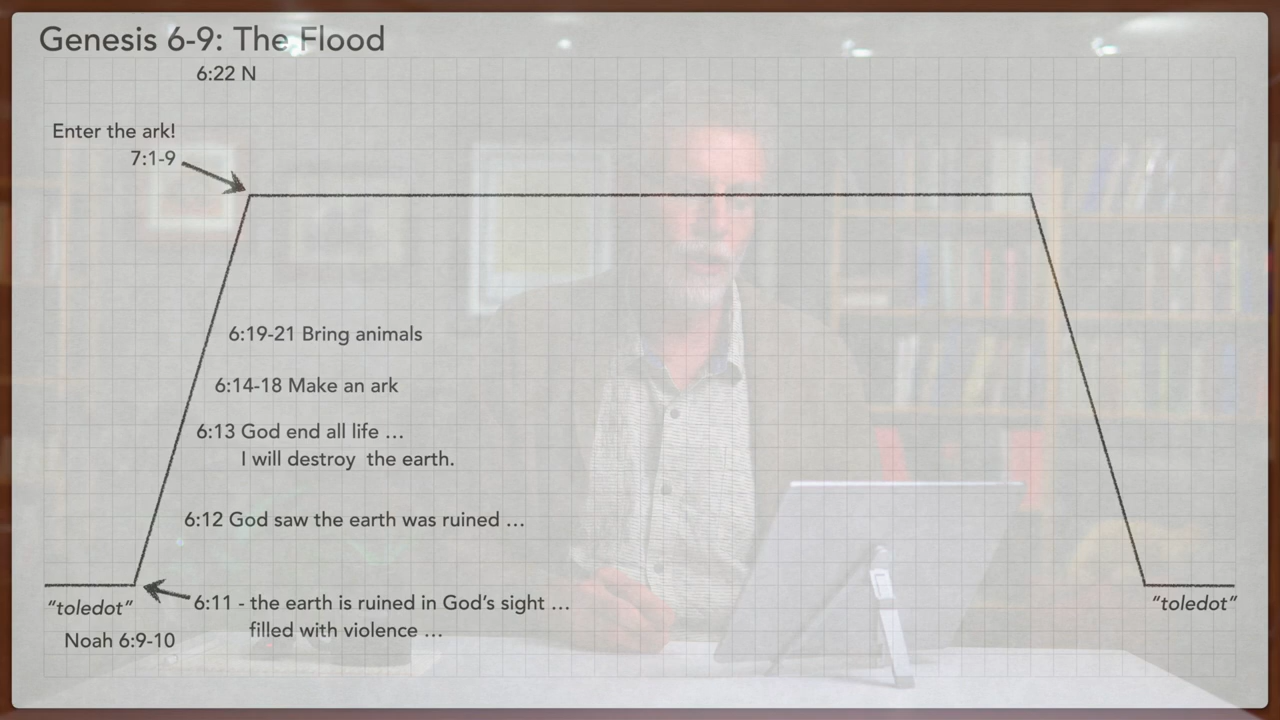 Genesis 6-9: The Flood
6:22 N
Enter the ark!
7:1-9
6:19-21 Bring animals
6:14-18 Make an ark
6:13 God end all life …
I will destroy  the earth.
6:12 God saw the earth was ruined …
6:11 - the earth is ruined in God’s sight …
filled with violence …
“toledot”
Noah 6:9-10
“toledot”